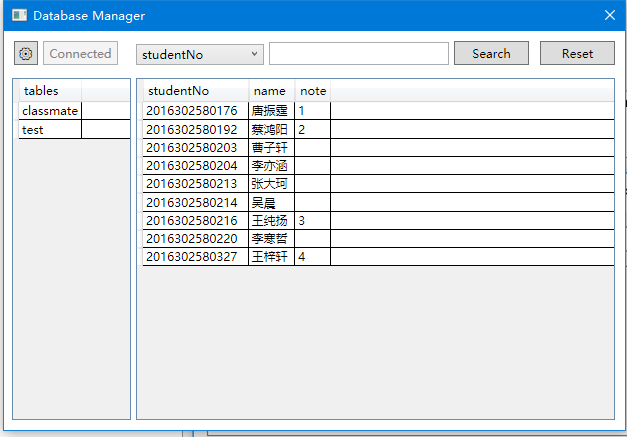 Database Manager
Connected
studentNo
Search
Reset
tables
classmate
test
studentNo name note
2016302580176 唐振霆 1
2016302580192 蔡鸿阳 2
2016302580203 曹子轩
2016302580204 李亦涵
2016302580213 张大珂
2016302580214 吴晨
2016302580216 王纯扬 3
2016302580220 李寒哲
2016302580327 王梓轩 4